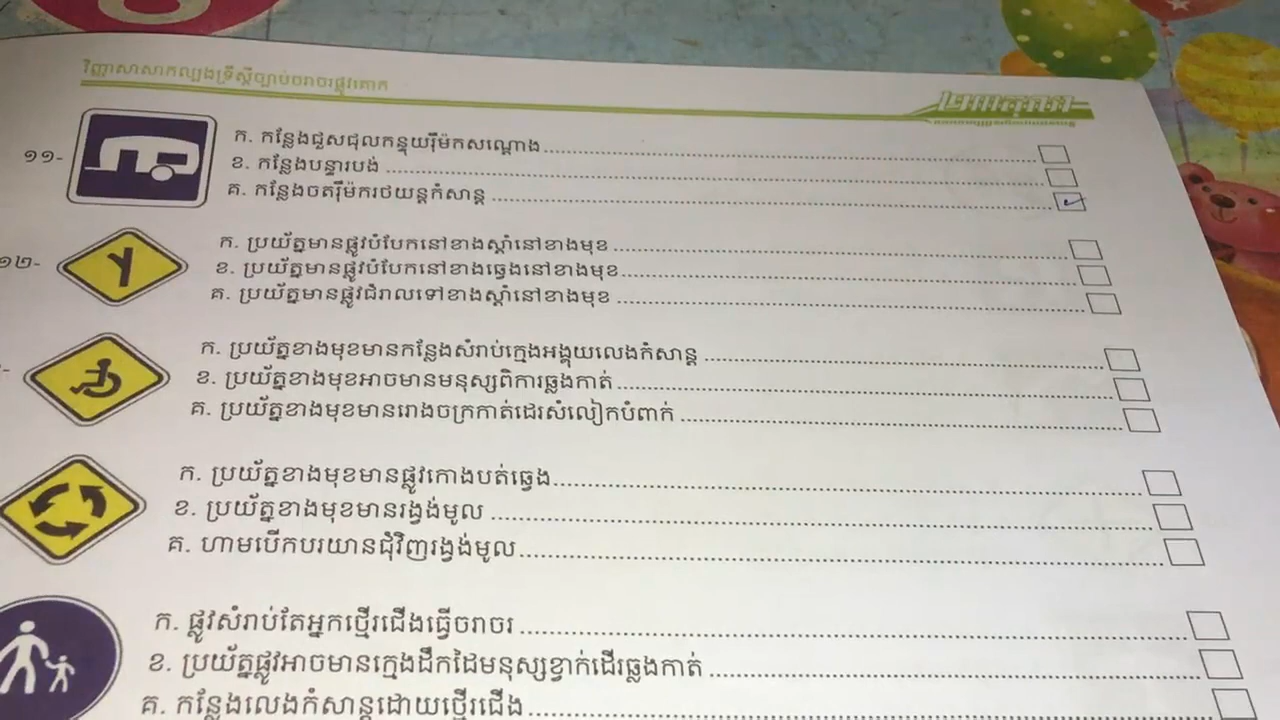 វិញ្ញាសាសាកល្បងទ្រឹស្តីច្បាប់ចរាចរផ្លូវគោក
១១-
ក. កន្លែងជួសជុលកន្ទុយរ៉ឺម៉កសណ្តោង
ខ. កន្លែងបន្ទារបង់
គ. កន្លែងចតរ៉ឺម៉ករថយន្តកំសាន្ត
១២-
ក. ប្រយ័ត្នមានផ្លូវបំបែកនៅខាងស្តាំនៅខាងមុខ
ខ. ប្រយ័ត្នមានផ្លូវបំបែកនៅខាងឆ្វេងនៅខាងមុខ
គ. ប្រយ័ត្នមានផ្លូវជំរាលទៅខាងស្តាំនៅខាងមុខ
ក. ប្រយ័ត្នខាងមុខមានកន្លែងសំរាប់ក្មេងអង្គុយលេងកំសាន្ត
ខ. ប្រយ័ត្នខាងមុខអាចមានមនុស្សពិការឆ្លងកាត់
គ. ប្រយ័ត្នខាងមុខមានរោងចក្រកាត់ដេរសំលៀកបំពាក់
ក. ប្រយ័ត្នខាងមុខមានផ្លូវកោងបត់ឆ្វេង
ខ. ប្រយ័ត្នខាងមុខមានរង្វង់មូល
គ. ហាមបើកបរយានជុំវិញរង្វង់មូល
ក. ផ្លូវសំរាប់តែអ្នកថ្មើរជើងធ្វើចរាចរ
ខ. ប្រយ័ត្នផ្លូវអាចមានក្មេងដឹកដៃមនុស្សខ្វាក់ដើរឆ្លងកាត់
គ. កន្លែងលេងកំសាន្តដោយថ្មើរជើង